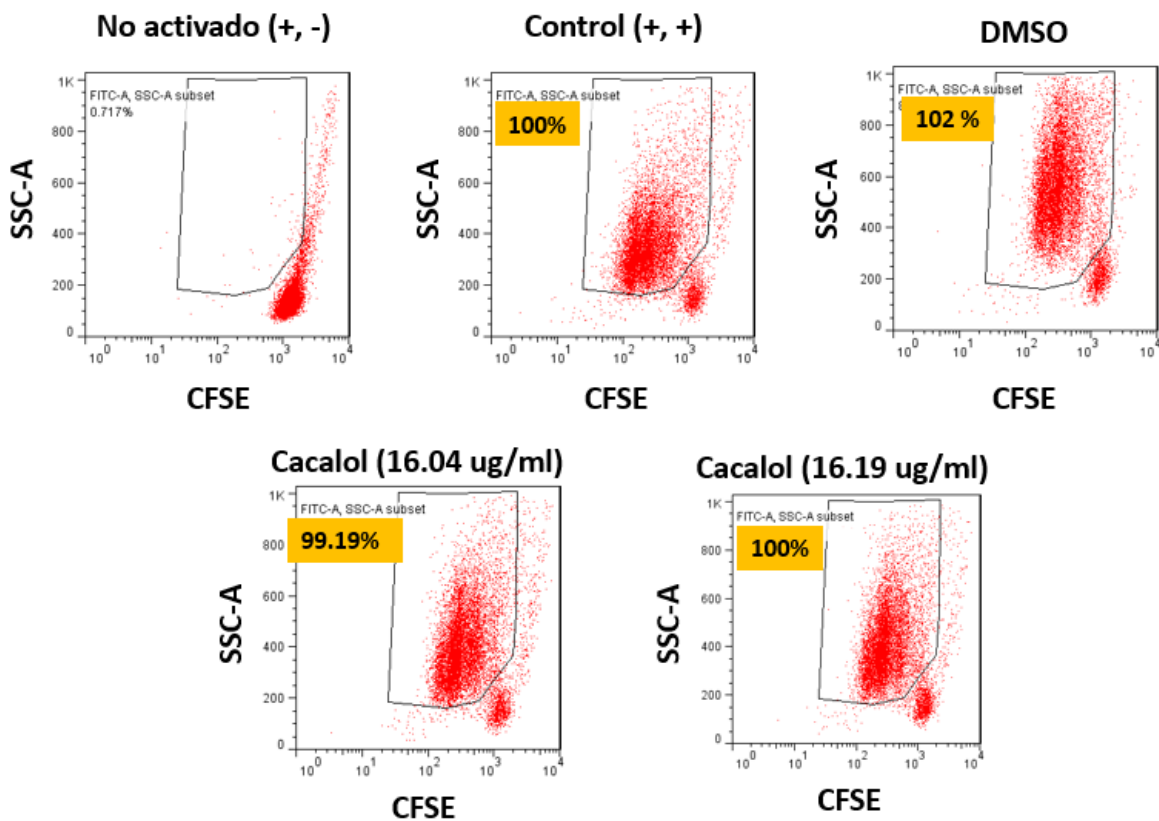 No activado (+, -)
Control (+, +)
DMSO
1K
800
600
400
200
0
FITC-A, SSC-A subset
0.717%
SSC-A
10^0 10^1 10^2 10^3 10^4
CFSE
1K
800
600
400
200
0
FITC-A, SSC-A subset
100%
SSC-A
10^0 10^1 10^2 10^3 10^4
CFSE
1K
800
600
400
200
0
FITC-A, SSC-A subset
102 %
SSC-A
10^0 10^1 10^2 10^3 10^4
CFSE
Cacalol (16.04 ug/ml)
Cacalol (16.19 ug/ml)
1K
800
600
400
200
0
FITC-A, SSC-A subset
99.19%
SSC-A
10^0 10^1 10^2 10^3 10^4
CFSE
1K
800
600
400
200
0
FITC-A, SSC-A subset
100%
SSC-A
10^0 10^1 10^2 10^3 10^4
CFSE